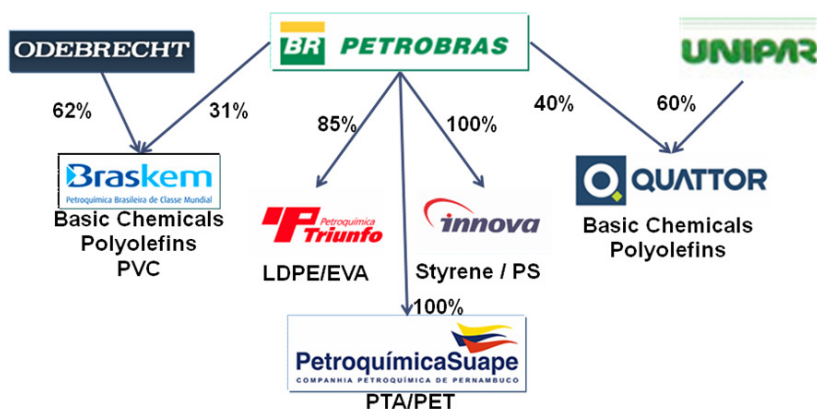 ODEBRECHT
BR PETROBRAS
UNIPAR
62%
31%
85%
100%
40%
60%
Braskem
Petroquímica Brasileira de Classe Mundial
Basic Chemicals
Polyolefins
PVC
Petroquímica
Triunfo
LDPE/EVA
innova
Styrene / PS
QUATTOR
Basic Chemicals
Polyolefins
100%
PetroquímicaSuape
COMPANHIA PETROQUÍMICA DE PERNAMBUCO
PTA/PET